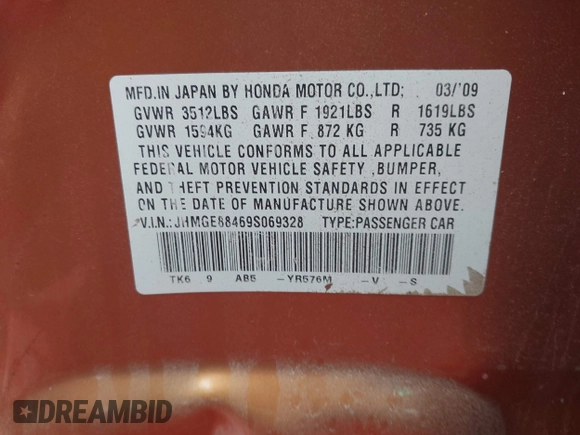 MFD.IN JAPAN BY HONDA MOTOR CO.,LTD; 03/'09
GVWR 3512LBS GAWR F 1921LBS R 1619LBS
GVWR 1594KG GAWR F 872 KG R 735 KG
THIS VEHICLE CONFORMS TO ALL APPLICABLE
FEDERAL MOTOR VEHICLE SAFETY ,BUMPER,
AND THEFT PREVENTION STANDARDS IN EFFECT
ON THE DATE OF MANUFACTURE SHOWN ABOVE.
V.I.N.:JHMGE88469S069328 TYPE:PASSENGER CAR
TK6 9 AB5 -YR576M -V -S
DREAMBID